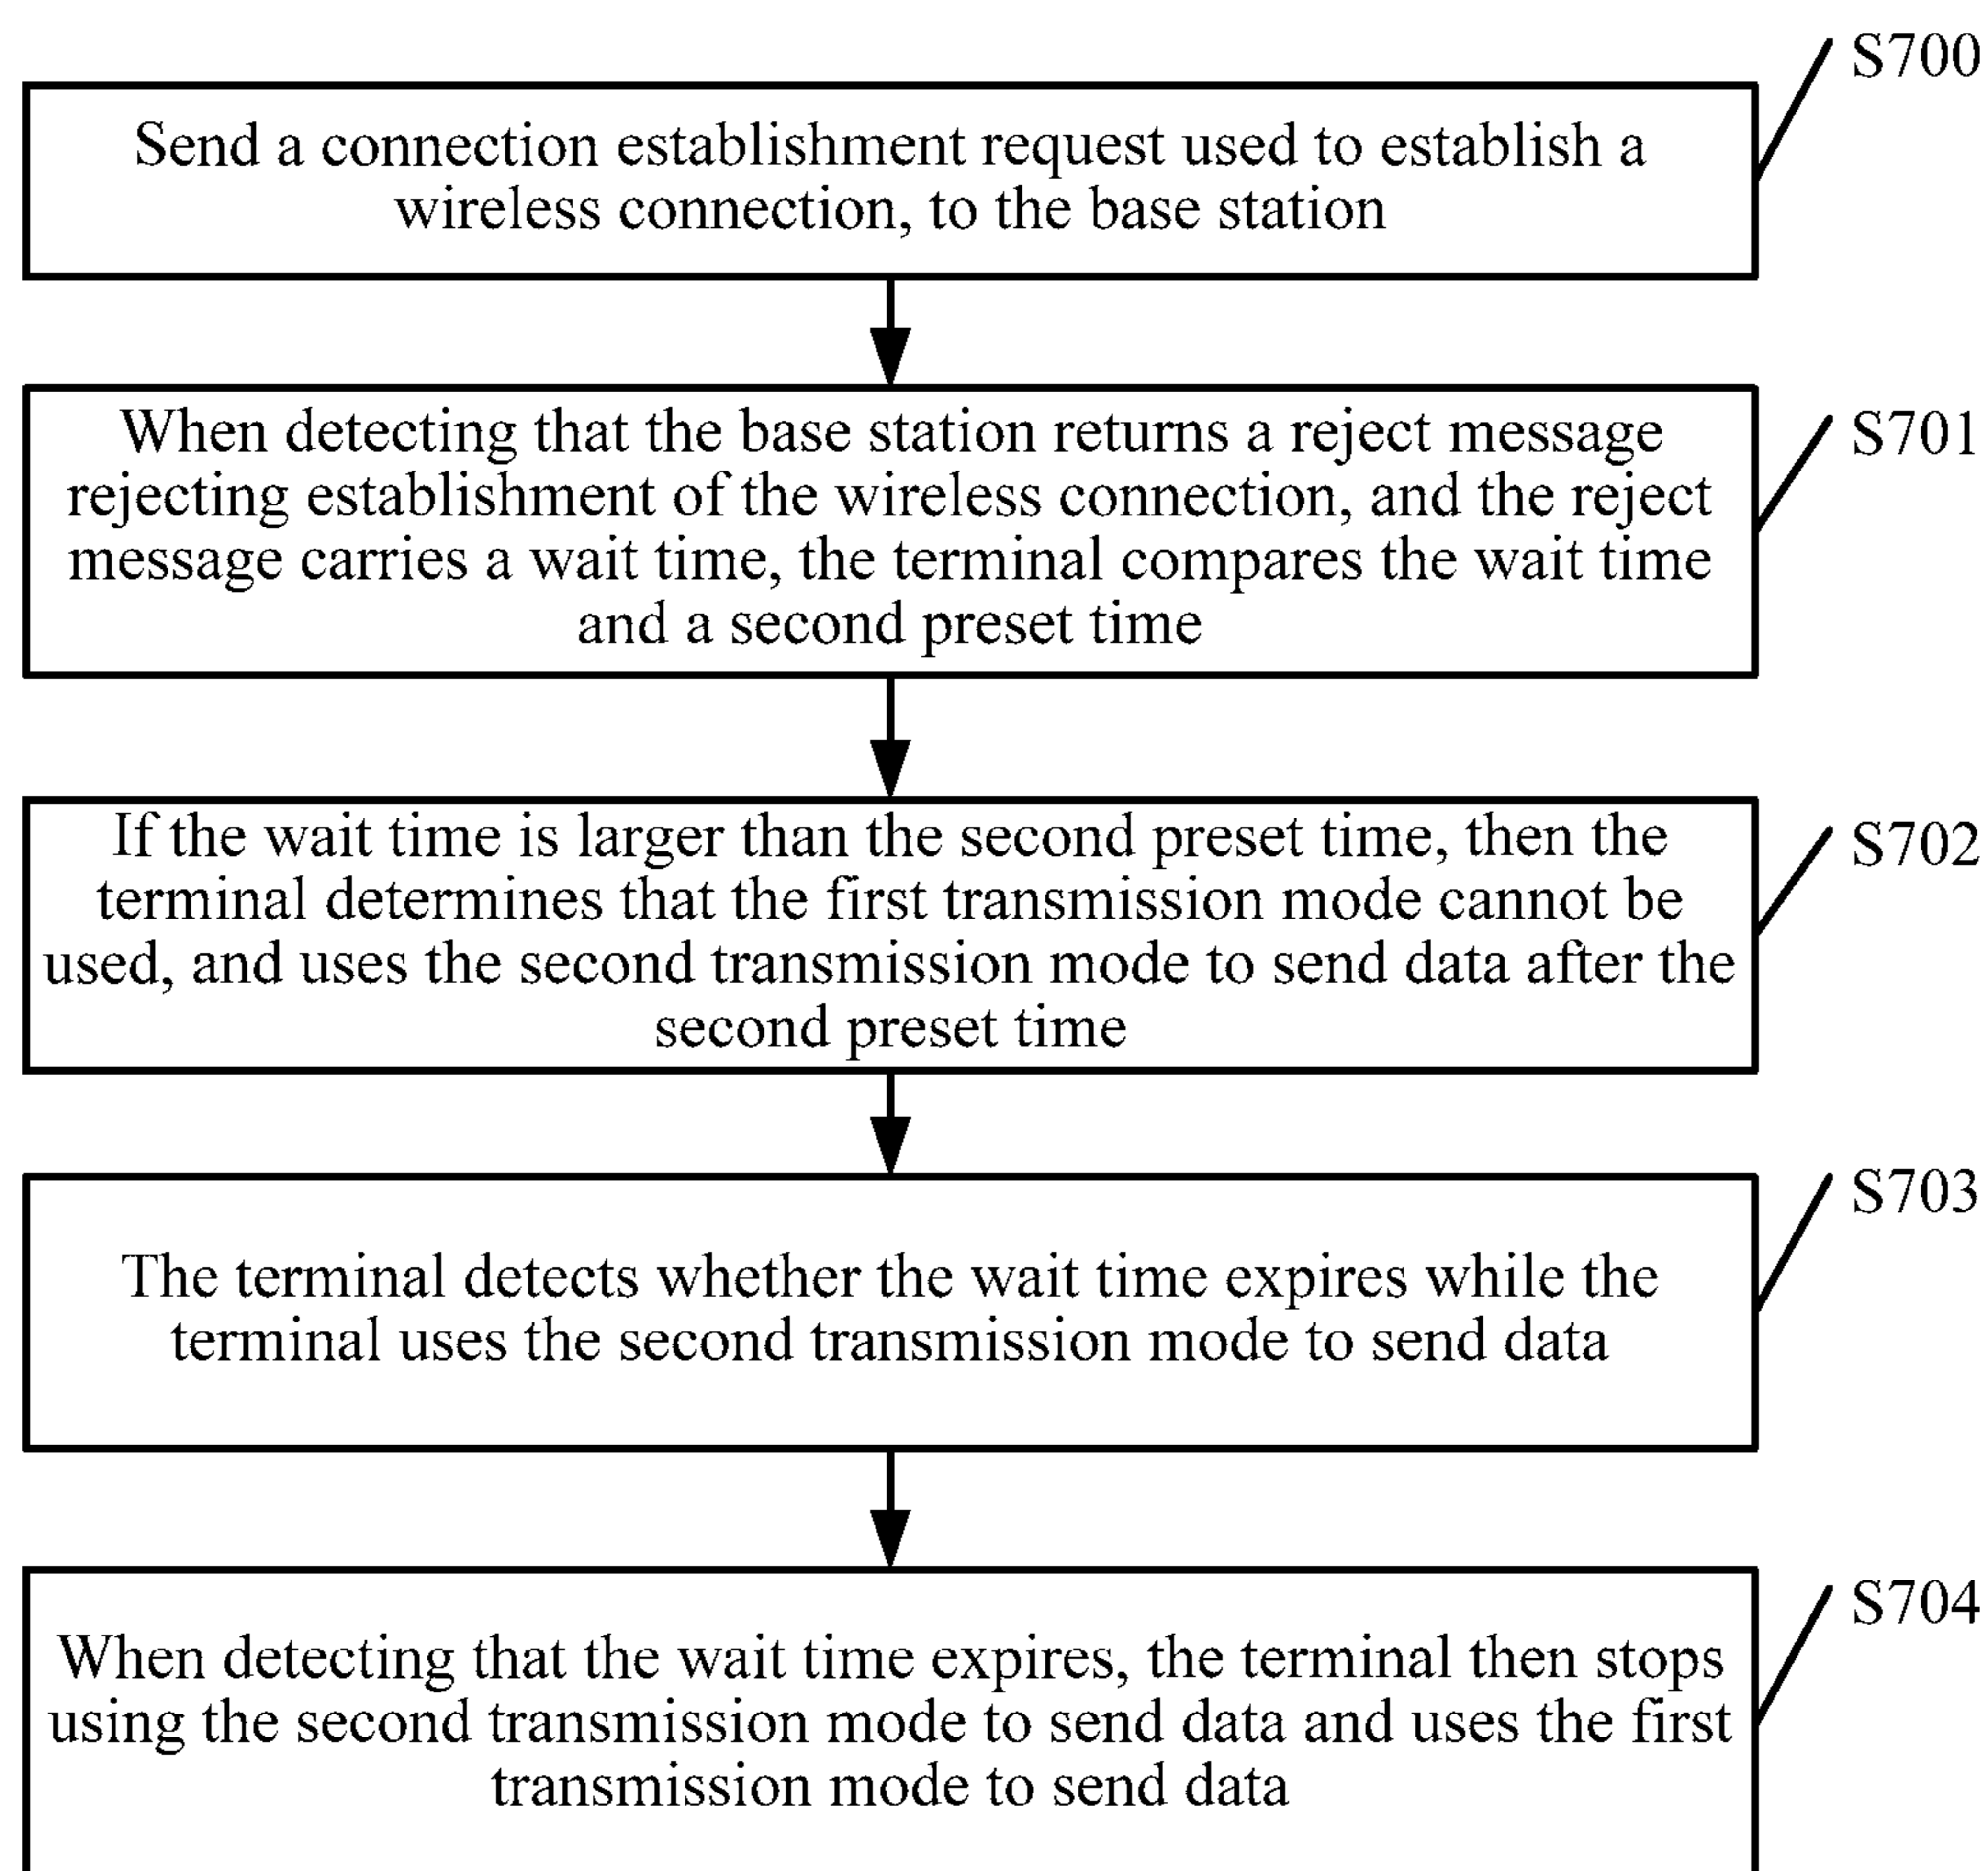 S700
Send a connection establishment request used to establish a
wireless connection, to the base station
S701
When detecting that the base station returns a reject message
rejecting establishment of the wireless connection, and the reject
message carries a wait time, the terminal compares the wait time
and a second preset time
S702
If the wait time is larger than the second preset time, then the
terminal determines that the first transmission mode cannot be
used, and uses the second transmission mode to send data after the
second preset time
S703
The terminal detects whether the wait time expires while the
terminal uses the second transmission mode to send data
S704
When detecting that the wait time expires, the terminal then stops
using the second transmission mode to send data and uses the first
transmission mode to send data